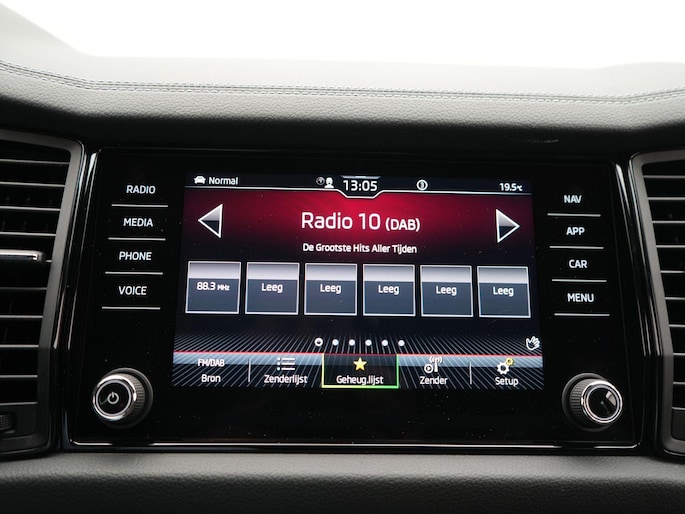 RADIO
MEDIA
PHONE
VOICE
Normal
13:05
19.5°C
Radio 10 (DAB)
De Grootste Hits Aller Tijden
88.3 MHz
Leeg
Leeg
Leeg
Leeg
Leeg
FM/DAB
Bron
Zenderlijst
Geheug.lijst
Zender
Setup
NAV
APP
CAR
MENU